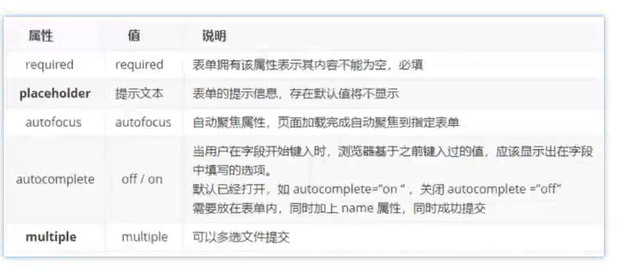 属性 值 说明
required required 表单拥有该属性表示其内容不能为空，必填
placeholder 提示文本 表单的提示信息，存在默认值将不显示
autofocus autofocus 自动聚焦属性，页面加载完成自动聚焦到指定表单
autocomplete off / on 当用户在字段开始键入时，浏览器基于之前键入过的值，应该显示出在字段
中填写的选项。
默认已经打开，如 autocomplete="on "，关闭 autocomplete ="off"
需要放在表单内，同时加上 name 属性，同时成功提交
multiple multiple 可以多选文件提交